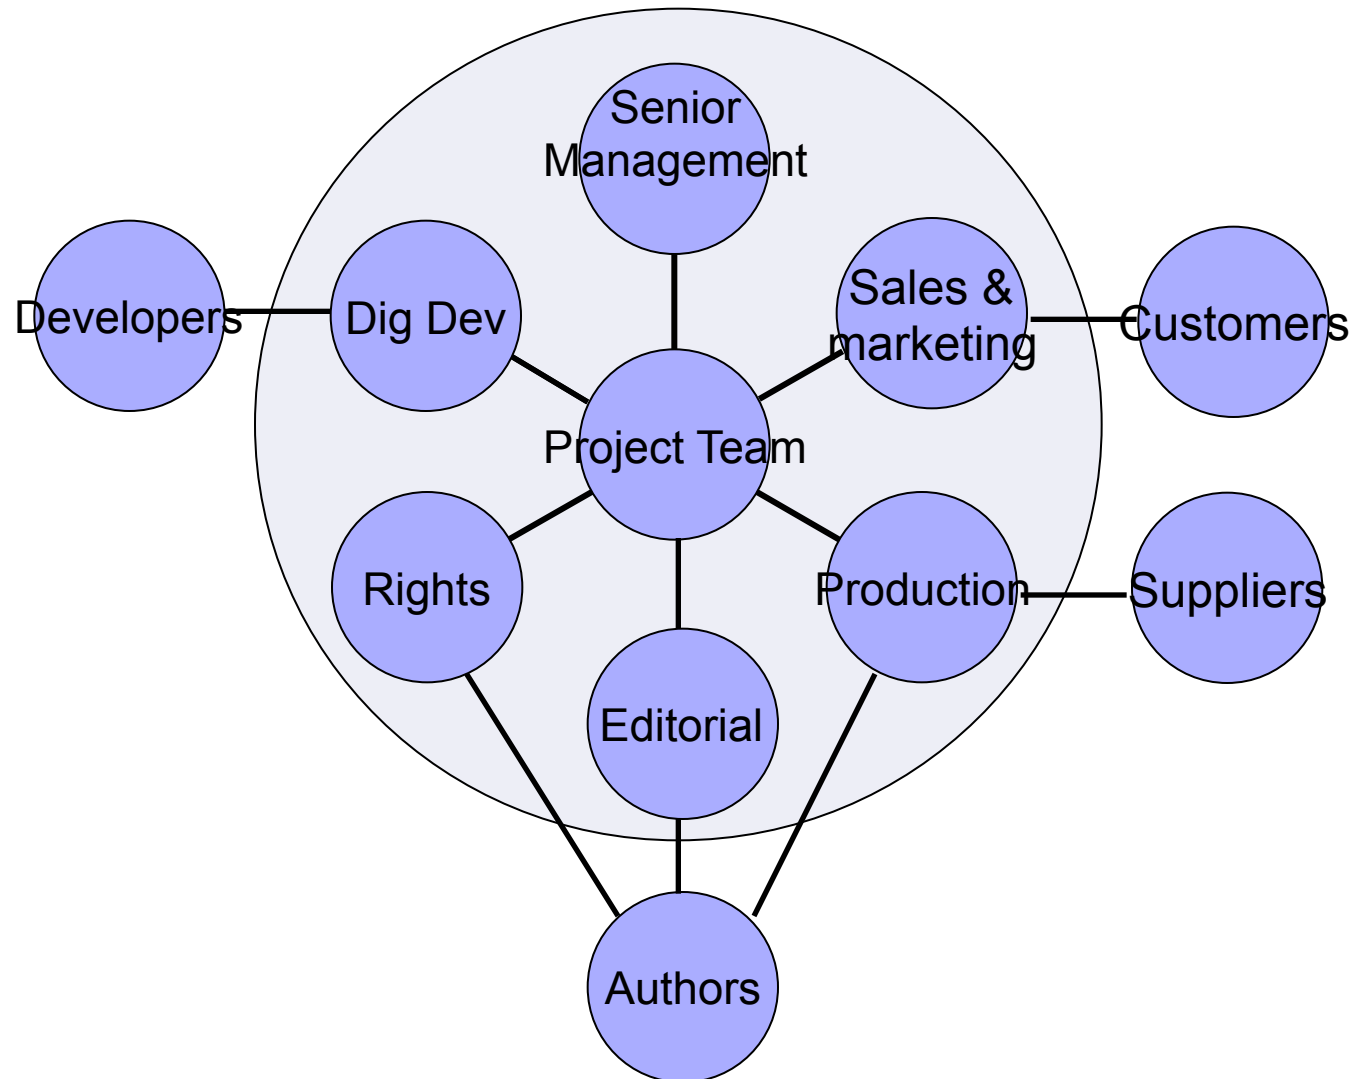 Senior
Management
Developers
Dig Dev
Sales &
marketing
Customers
Project Team
Rights
Production
Suppliers
Editorial
Authors